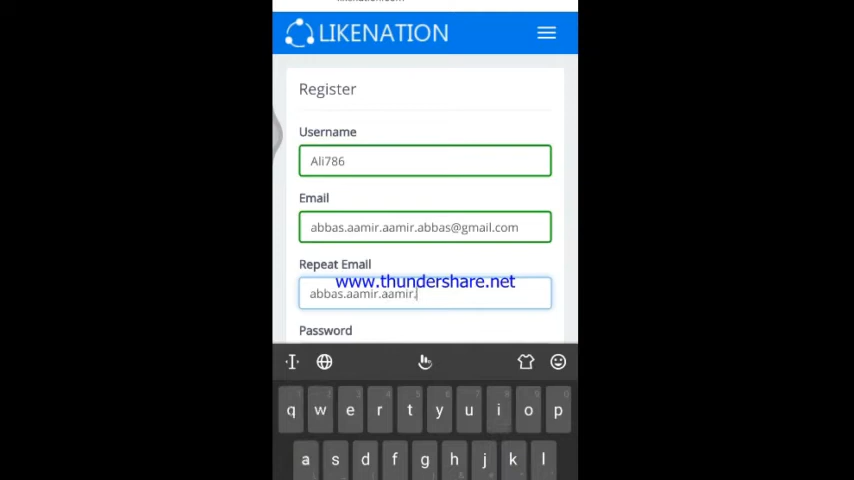 LIKENATION
Register
Username
Ali786
Email
abbas.aamir.aamir.abbas@gmail.com
Repeat Email
www.thundershare.net
abbas.aamir.aamir.
Password
q w e r t y u i o p
a s d f g h j k l